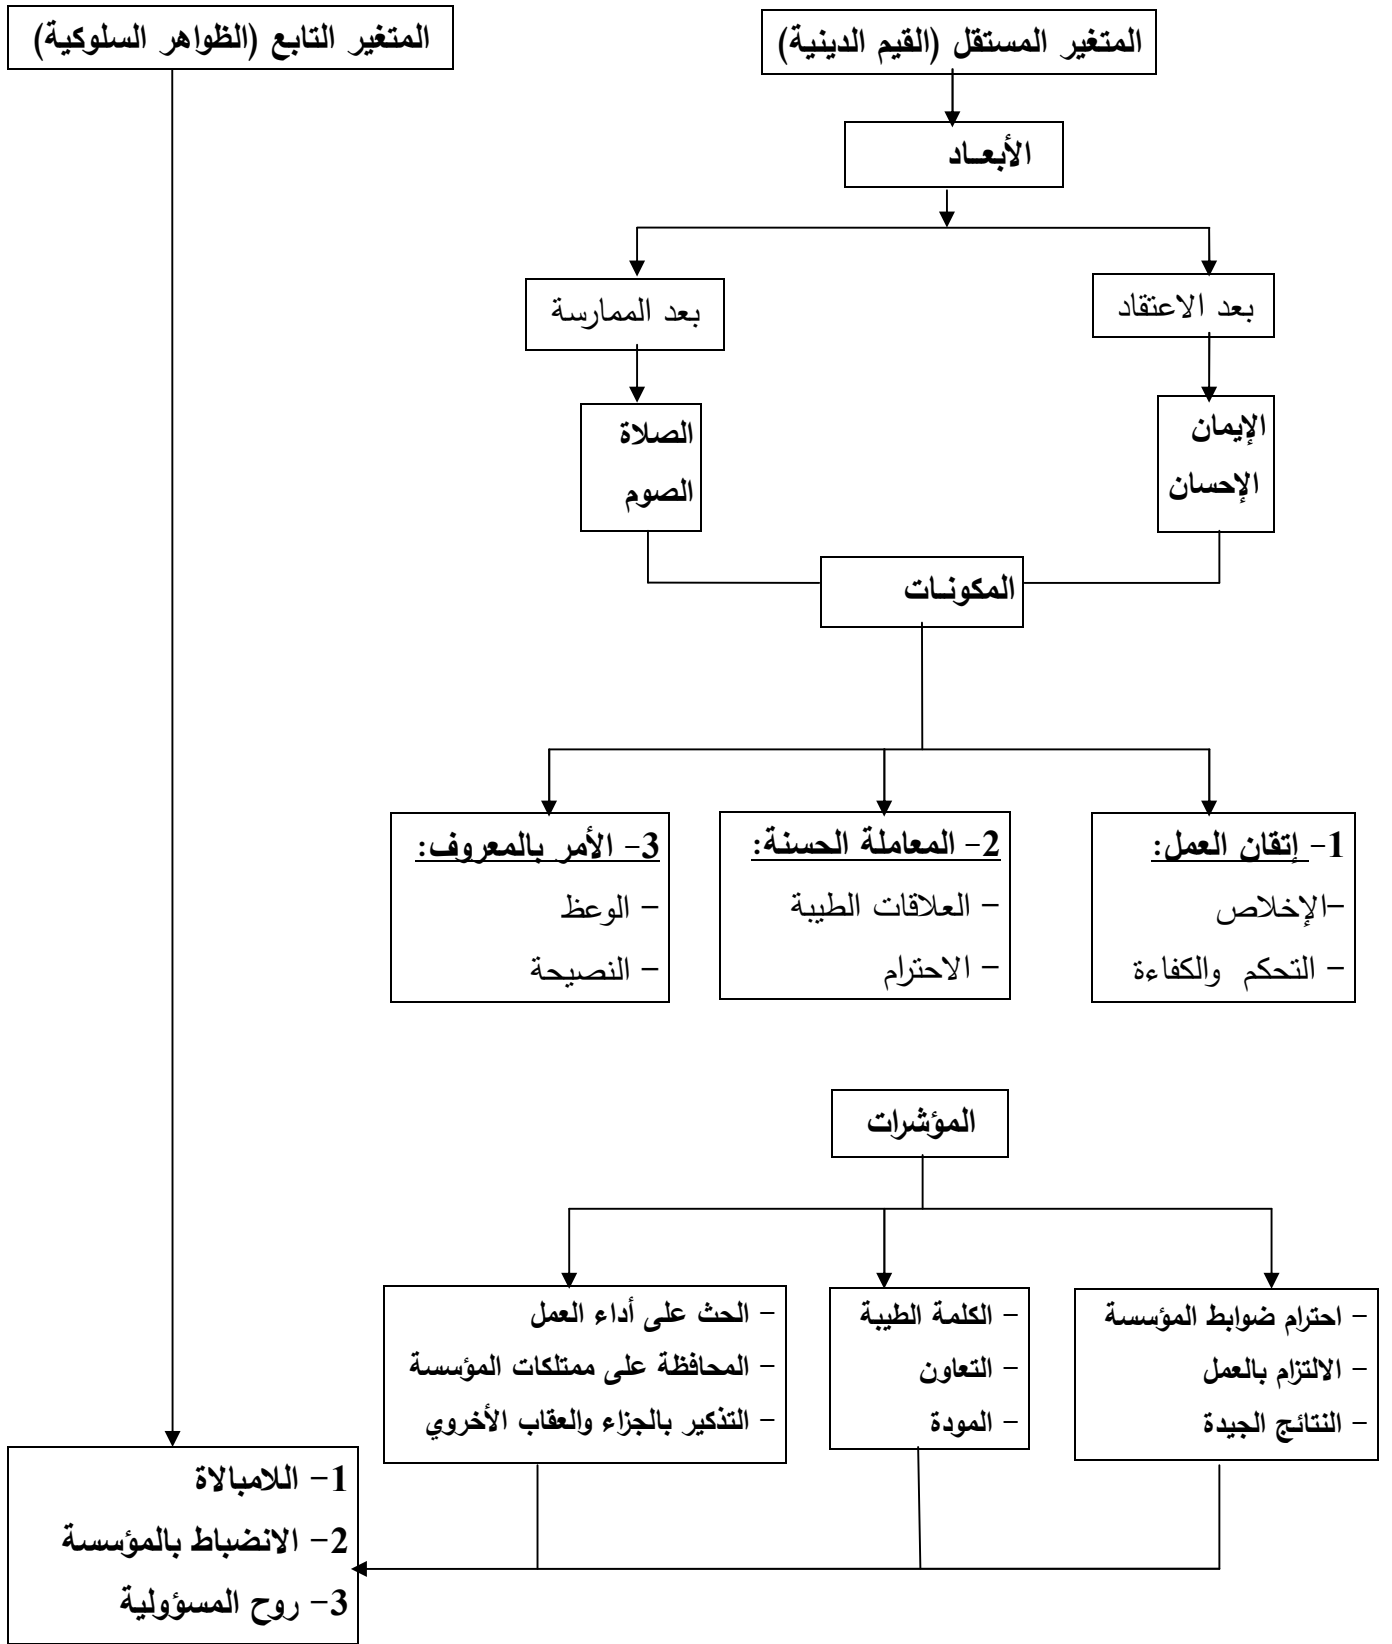 المتغير المستقل (القيم الدينية)
المتغير التابع (الظواهر السلوكية)
الأبعـاد
بعد الاعتقاد
بعد الممارسة
الإيمان
الإحسان
الصلاة
الصوم
المكونـات
1- إتقان العمل:
-الإخلاص
- التحكم والكفاءة
2- المعاملة الحسنة:
- العلاقات الطيبة
- الاحترام
3- الأمر بالمعروف:
- الوعظ
- النصيحة
المؤشرات
- احترام ضوابط المؤسسة
- الالتزام بالعمل
- النتائج الجيدة
- الكلمة الطيبة
- التعاون
- المودة
- الحث على أداء العمل
- المحافظة على ممتلكات المؤسسة
- التذكير بالجزاء والعقاب الأخروي
1- اللامبالاة
2- الانضباط بالمؤسسة
3- روح المسؤولية